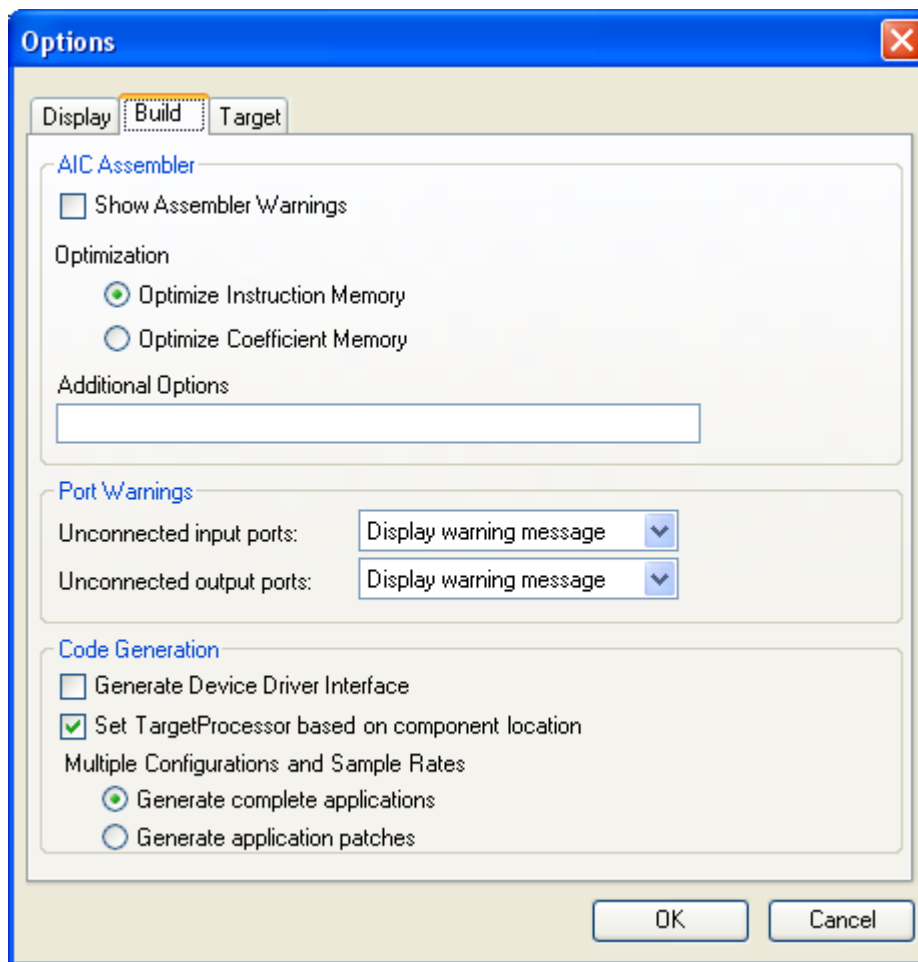 Options
Display Build Target
AIC Assembler
Show Assembler Warnings
Optimization
Optimize Instruction Memory
Optimize Coefficient Memory
Additional Options
Port Warnings
Unconnected input ports: Display warning message
Unconnected output ports: Display warning message
Code Generation
Generate Device Driver Interface
Set TargetProcessor based on component location
Multiple Configurations and Sample Rates
Generate complete applications
Generate application patches
OK Cancel